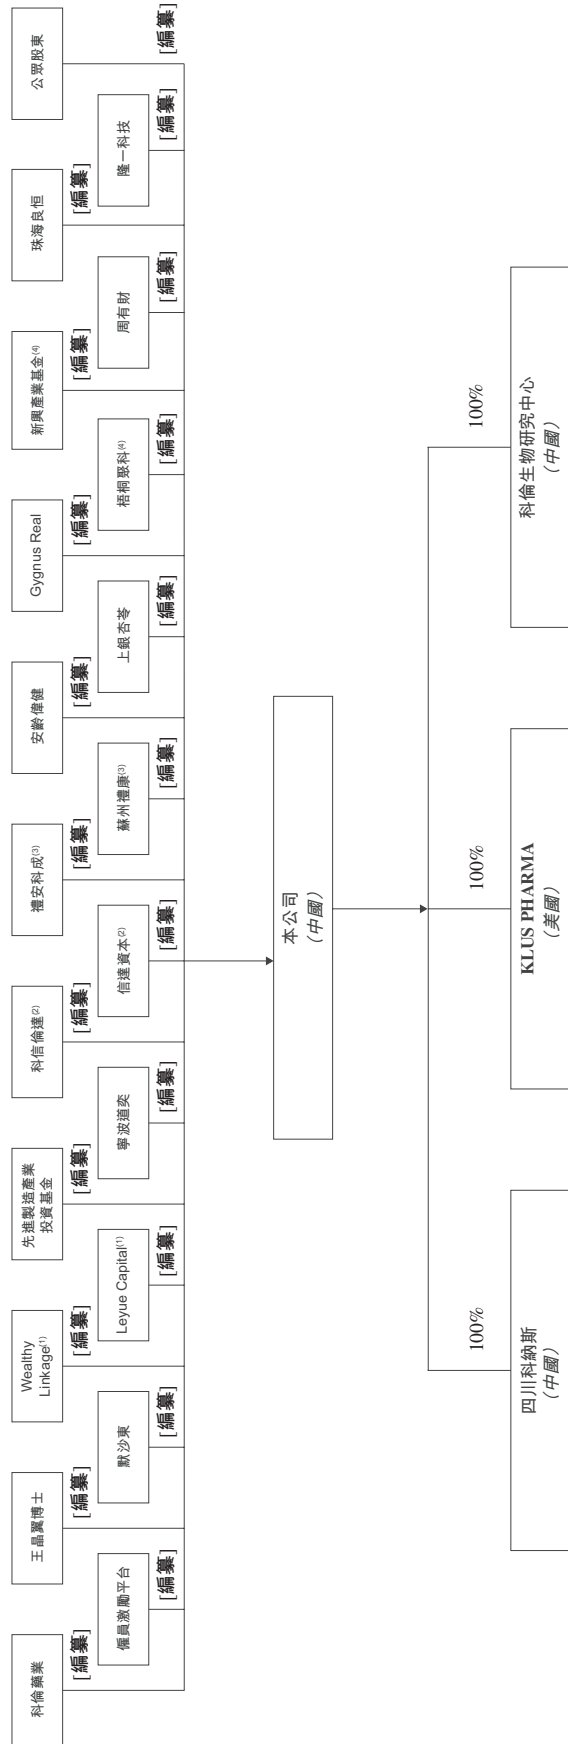 科倫藥業
王晶翼博士
Wealthy
Linkage(1)
先進製造產業
投資基金
科信倫達(2)
禮安科成(3)
安齡偉健
Gygnus Real
新興產業基金(4)
珠海良恒
公眾股東
[編纂]
[編纂]
[編纂]
[編纂]
[編纂]
[編纂]
[編纂]
[編纂]
[編纂]
[編纂]
僱員激勵平台
默沙東
Leyue Capital(1)
寧波道奕
信達資本(2)
蘇州禮康(3)
上銀杏苓
梧桐聚科(4)
周有財
隆一科技
[編纂]
[編纂]
[編纂]
[編纂]
[編纂]
[編纂]
[編纂]
[編纂]
[編纂]
[編纂]
[編纂]
本公司
(中國)
100%
100%
100%
四川科納斯
(中國)
KLUS PHARMA
(美國)
科倫生物研究中心
(中國)